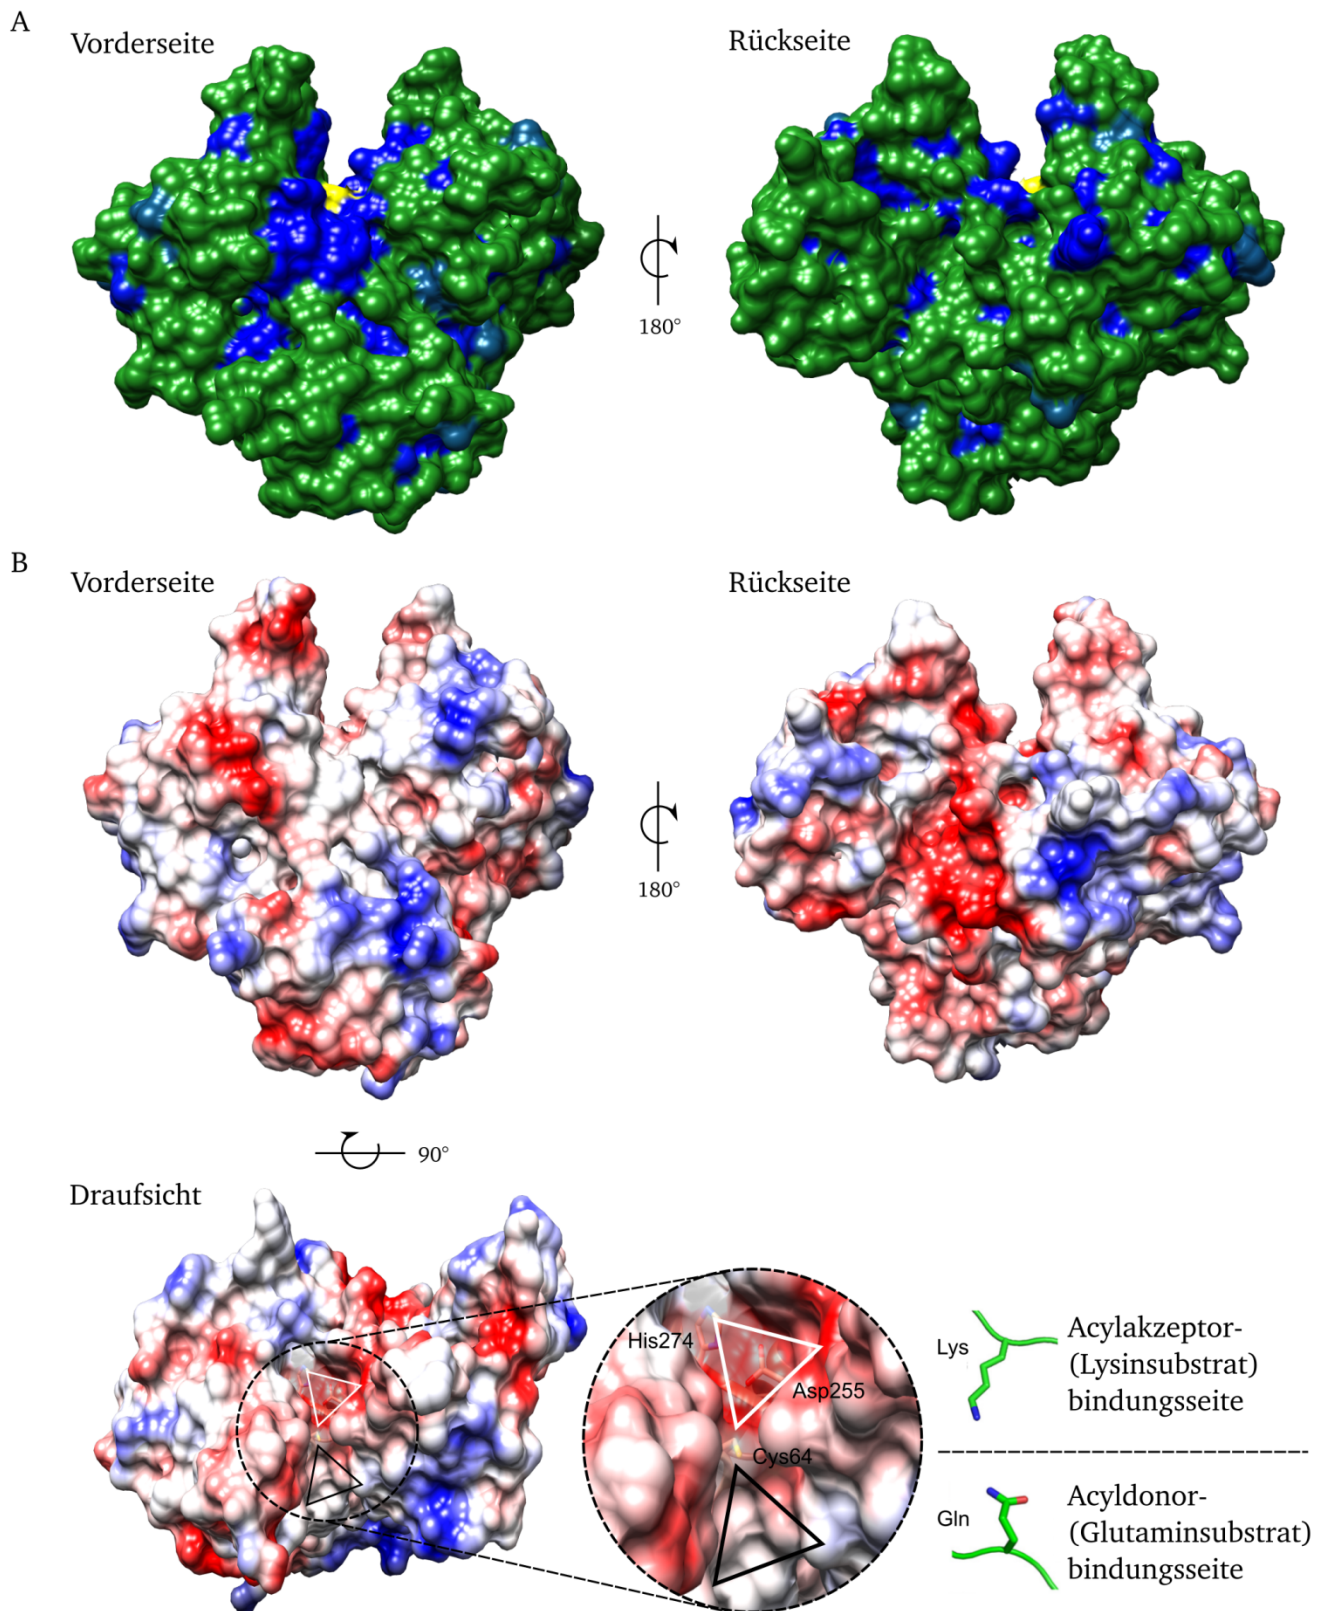 A
Vorderseite
Rückseite
180°
B
Vorderseite
Rückseite
180°
90°
Draufsicht
His274
Asp255
Cys64
Lys
Acylakzeptor-
(Lysinsubstrat)
bindungsseite
Gln
Acyldonor-
(Glutaminsubstrat)
bindungsseite